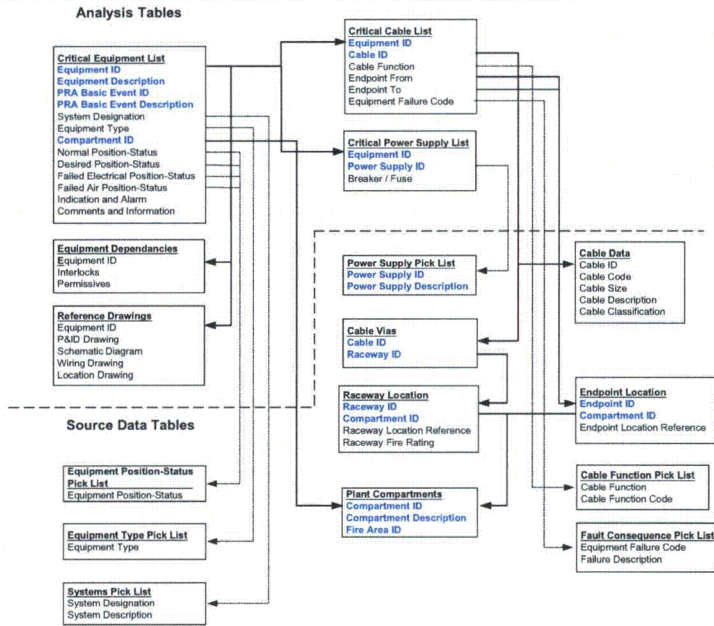 Analysis Tables
Critical Equipment List
Equipment ID
Equipment Description
PRA Basic Event ID
PRA Basic Event Description
System Designation
Equipment Type
Compartment ID
Normal Position-Status
Desired Position-Status
Failed Electrical Position-Status
Failed Air Position-Status
Indication and Alarm
Comments and Information
Critical Cable List
Equipment ID
Cable ID
Cable Function
Endpoint From
Endpoint To
Equipment Failure Code
Critical Power Supply List
Equipment ID
Power Supply ID
Breaker / Fuse
Equipment Dependancies
Equipment ID
Interlocks
Permissives
Reference Drawings
Equipment ID
P&ID Drawing
Schematic Diagram
Wiring Drawing
Location Drawing
Power Supply Pick List
Power Supply ID
Power Supply Description
Cable Data
Cable ID
Cable Code
Cable Size
Cable Description
Cable Classification
Cable Vias
Cable ID
Raceway ID
Raceway Location
Raceway ID
Compartment ID
Raceway Location Reference
Raceway Fire Rating
Endpoint Location
Endpoint ID
Compartment ID
Endpoint Location Reference
Source Data Tables
Equipment Position-Status
Pick List
Equipment Position-Status
Plant Compartments
Compartment ID
Compartment Description
Fire Area ID
Cable Function Pick List
Cable Function
Cable Function Code
Equipment Type Pick List
Equipment Type
Fault Consequence Pick List
Equipment Failure Code
Failure Description
Systems Pick List
System Designation
System Description